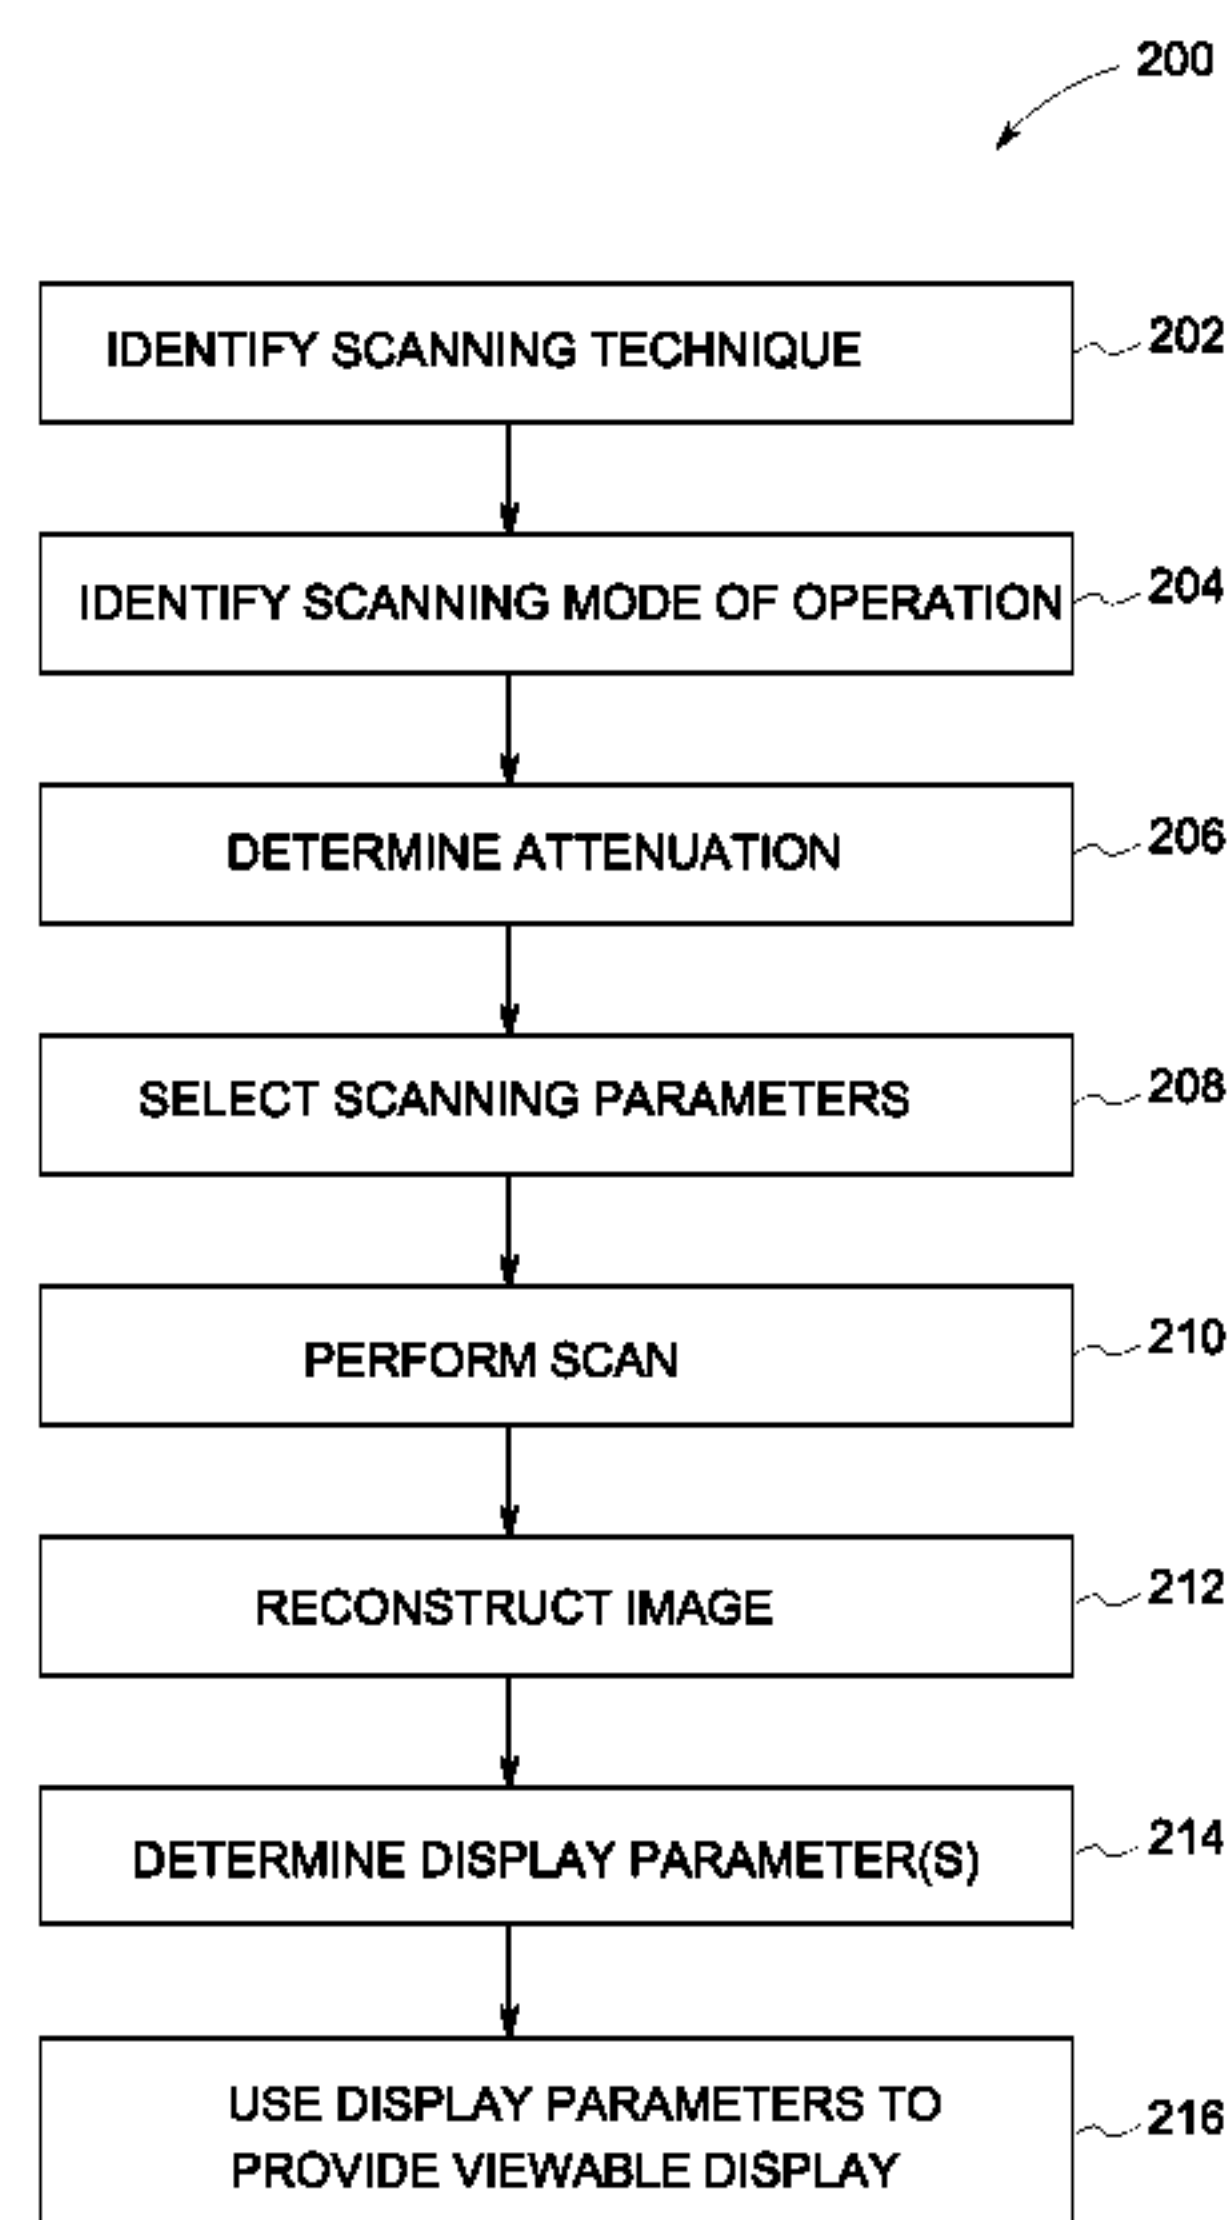 200
IDENTIFY SCANNING TECHNIQUE
202
IDENTIFY SCANNING MODE OF OPERATION
204
DETERMINE ATTENUATION
206
SELECT SCANNING PARAMETERS
208
PERFORM SCAN
210
RECONSTRUCT IMAGE
212
DETERMINE DISPLAY PARAMETER(S)
214
USE DISPLAY PARAMETERS TO
PROVIDE VIEWABLE DISPLAY
216